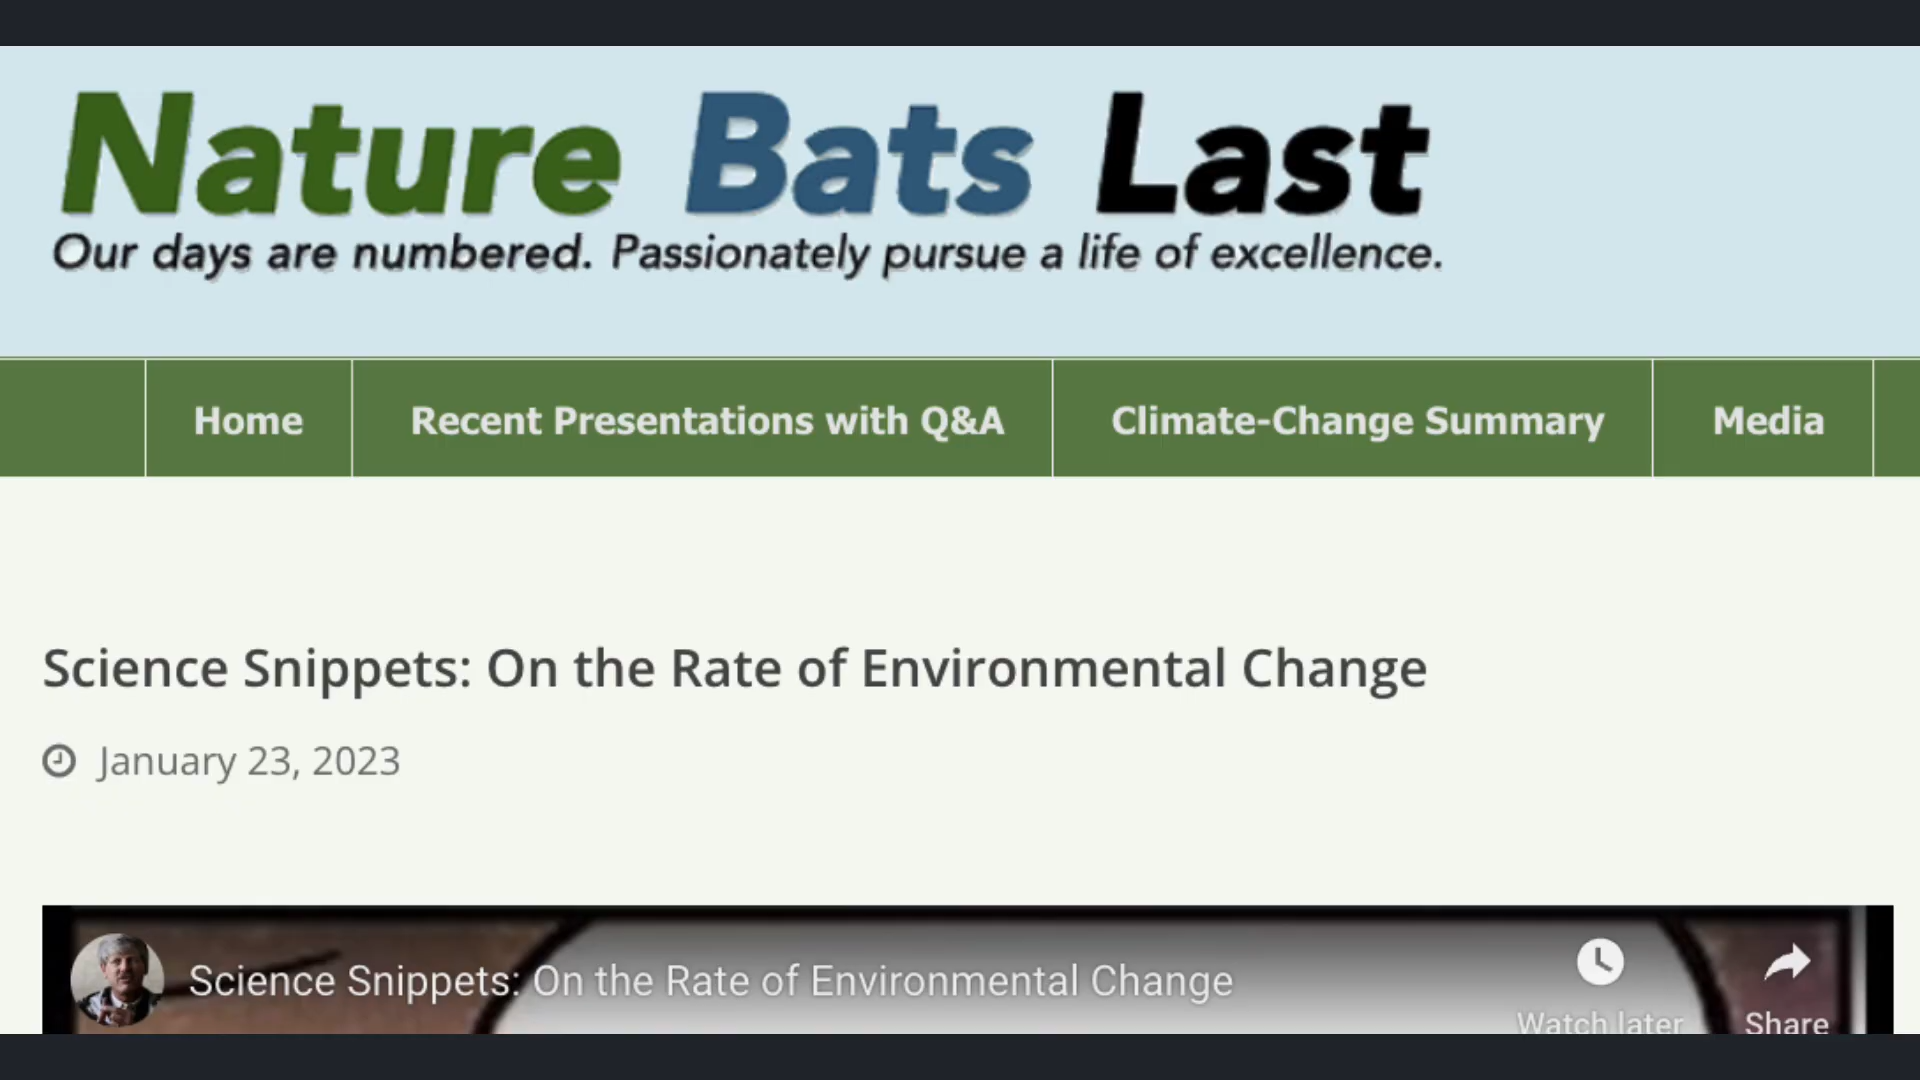 Nature Bats Last
Our days are numbered. Passionately pursue a life of excellence.
Home
Recent Presentations with Q&A
Climate-Change Summary
Media
Science Snippets: On the Rate of Environmental Change
January 23, 2023
Science Snippets: On the Rate of Environmental Change
Watch later
Share